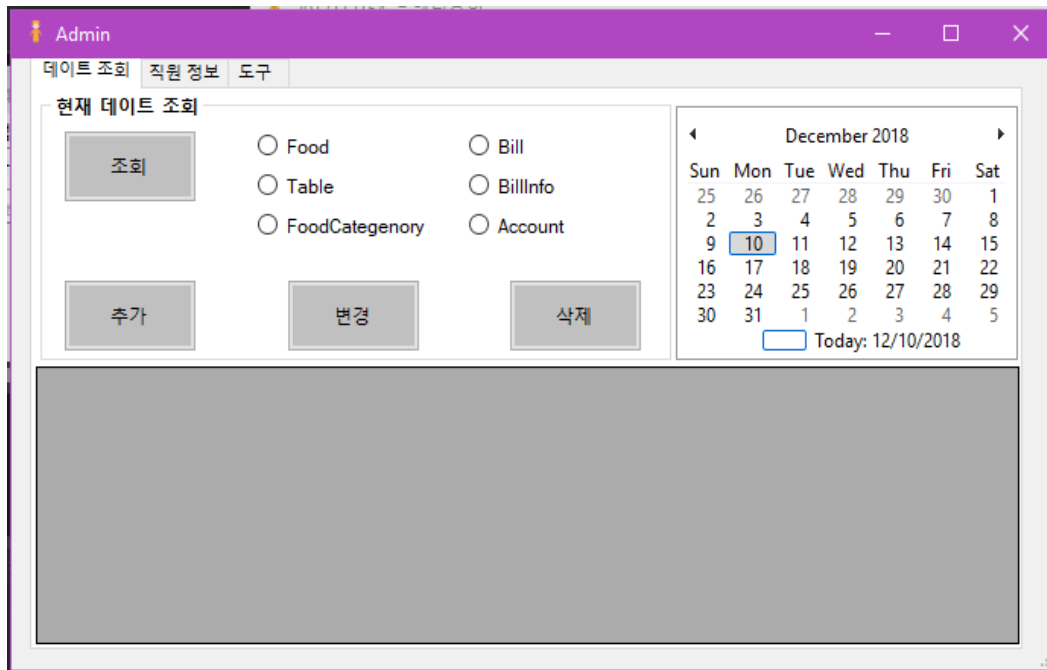 Admin
데이트 조회 직원 정보 도구
현재 데이트 조회
조회
Food Bill
Table BillInfo
FoodCategenory Account
추가 변경 삭제
December 2018
Sun Mon Tue Wed Thu Fri Sat
25 26 27 28 29 30 1
2 3 4 5 6 7 8
9 10 11 12 13 14 15
16 17 18 19 20 21 22
23 24 25 26 27 28 29
30 31 1 2 3 4 5
Today: 12/10/2018